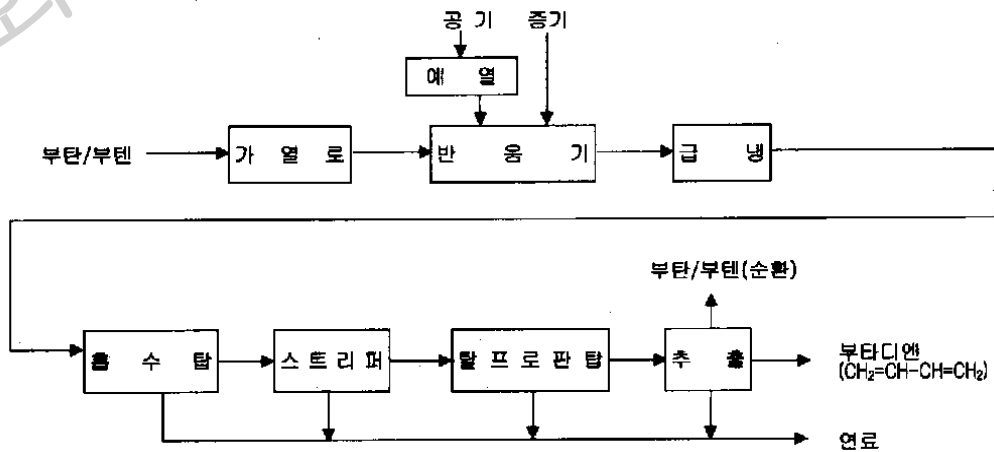 공 기 증기
예 열
부탄/부텐 가 열 로 반 응 기 급 냉
부탄/부텐(순환)
흡 수 탑 스트리퍼 탈프로판탑 추 출 부타디엔
(CH₂=CH-CH=CH₂)
연료